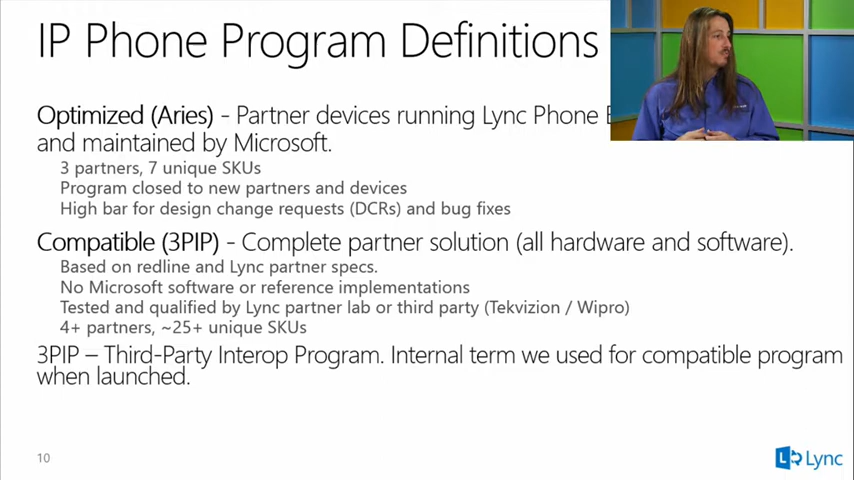 IP Phone Program Definitions
Optimized (Aries) - Partner devices running Lync Phone
and maintained by Microsoft.
3 partners, 7 unique SKUs
Program closed to new partners and devices
High bar for design change requests (DCRs) and bug fixes
Compatible (3PIP) - Complete partner solution (all hardware and software).
Based on redline and Lync partner specs.
No Microsoft software or reference implementations
Tested and qualified by Lync partner lab or third party (Tekvizion / Wipro)
4+ partners, ~25+ unique SKUs
3PIP – Third-Party Interop Program. Internal term we used for compatible program
when launched.
10
Lync